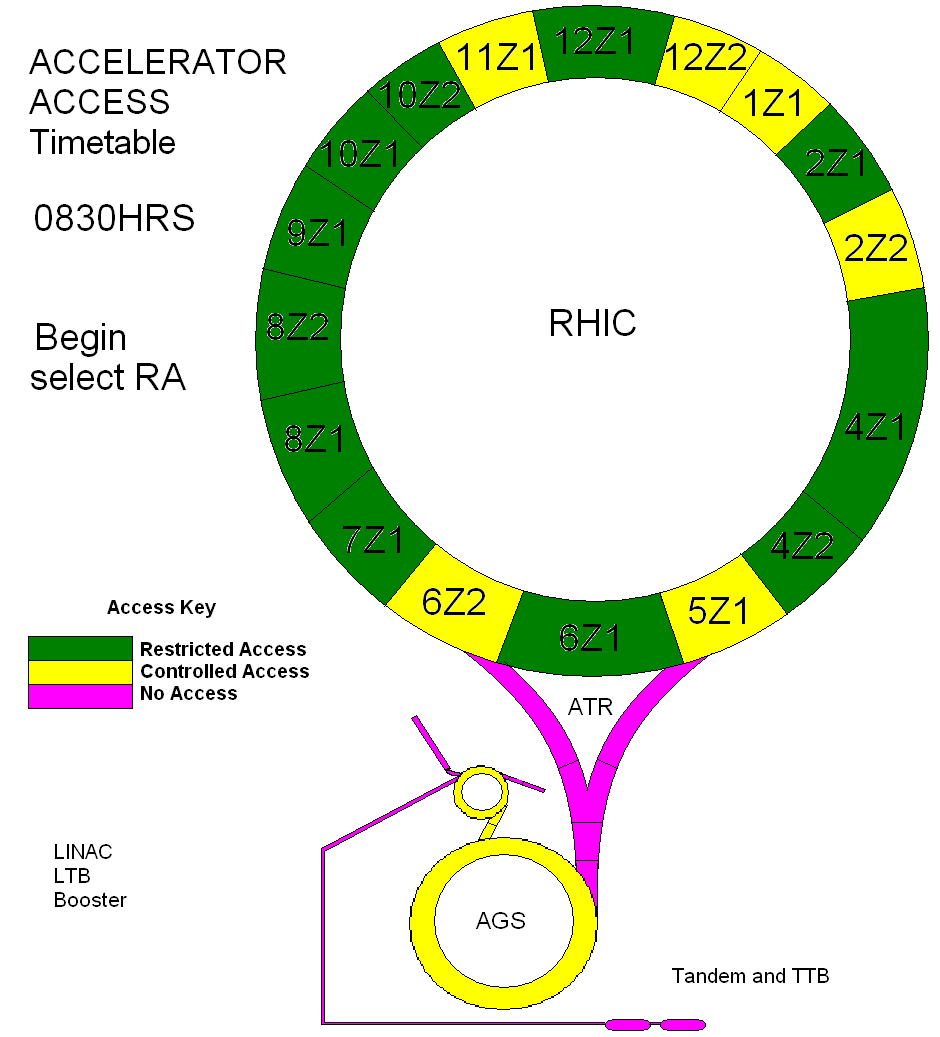 ACCELERATOR
ACCESS
Timetable
0830HRS
Begin
select RA
12Z1
11Z1
12Z2
10Z2
1Z1
10Z1
2Z1
9Z1
2Z2
8Z2
RHIC
8Z1
4Z1
7Z1
4Z2
6Z2
5Z1
6Z1
Access Key
Restricted Access
Controlled Access
No Access
ATR
LINAC
LTB
Booster
AGS
Tandem and TTB